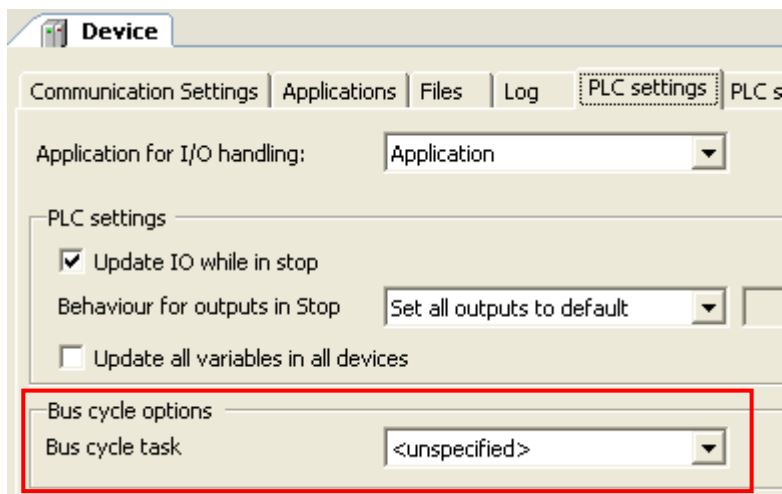 Device
Communication Settings Applications Files Log PLC settings PLC s
Application for I/O handling: Application
PLC settings
Update IO while in stop
Behaviour for outputs in Stop Set all outputs to default
Update all variables in all devices
Bus cycle options
Bus cycle task <unspecified>